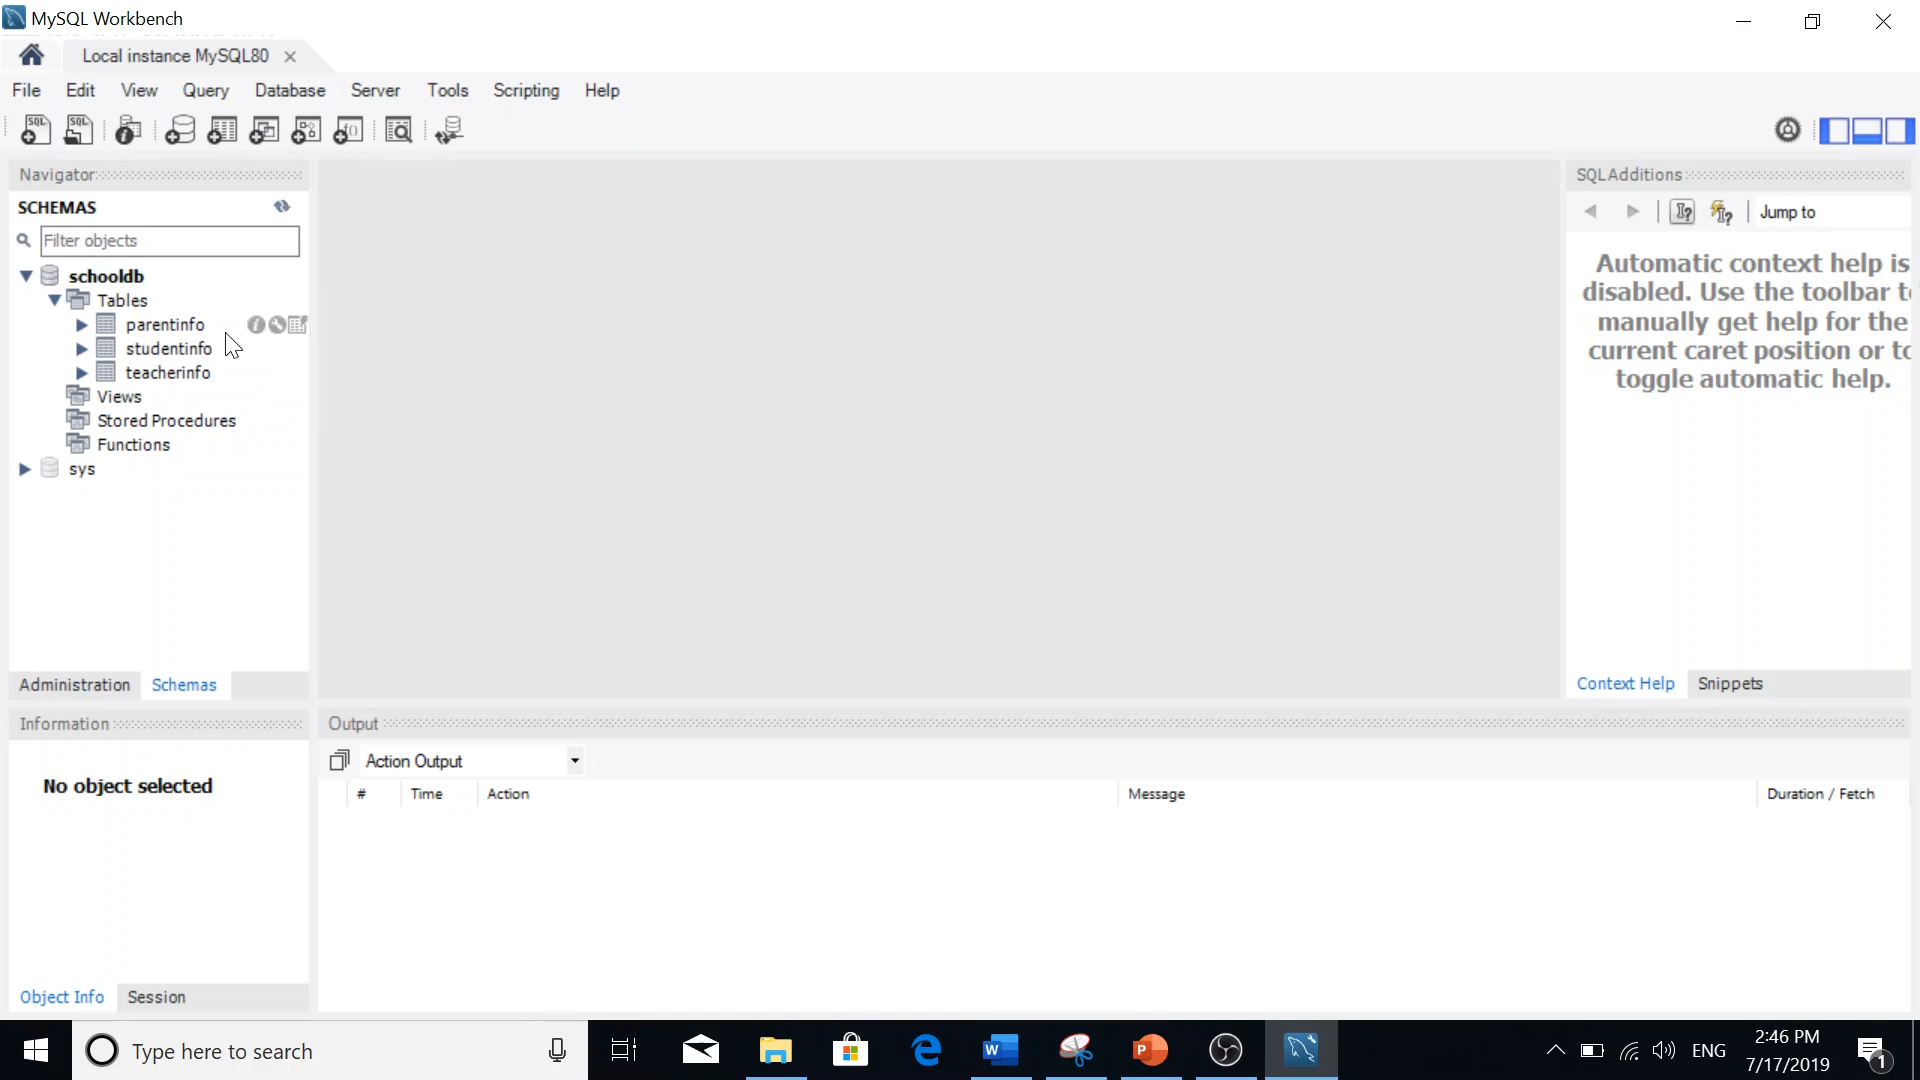 MySQL Workbench
Local instance MySQL80
File Edit View Query Database Server Tools Scripting Help
Navigator
SCHEMAS
Filter objects
schooldb
Tables
parentinfo
studentinfo
teacherinfo
Views
Stored Procedures
Functions
sys
Administration Schemas
Information
No object selected
Object Info Session
SQLAdditions
Jump to
Automatic context help is
disabled. Use the toolbar t
manually get help for the
current caret position or to
toggle automatic help.
Context Help Snippets
Output
Action Output
# Time Action Message Duration / Fetch
Type here to search
ENG
2:46 PM
7/17/2019
1